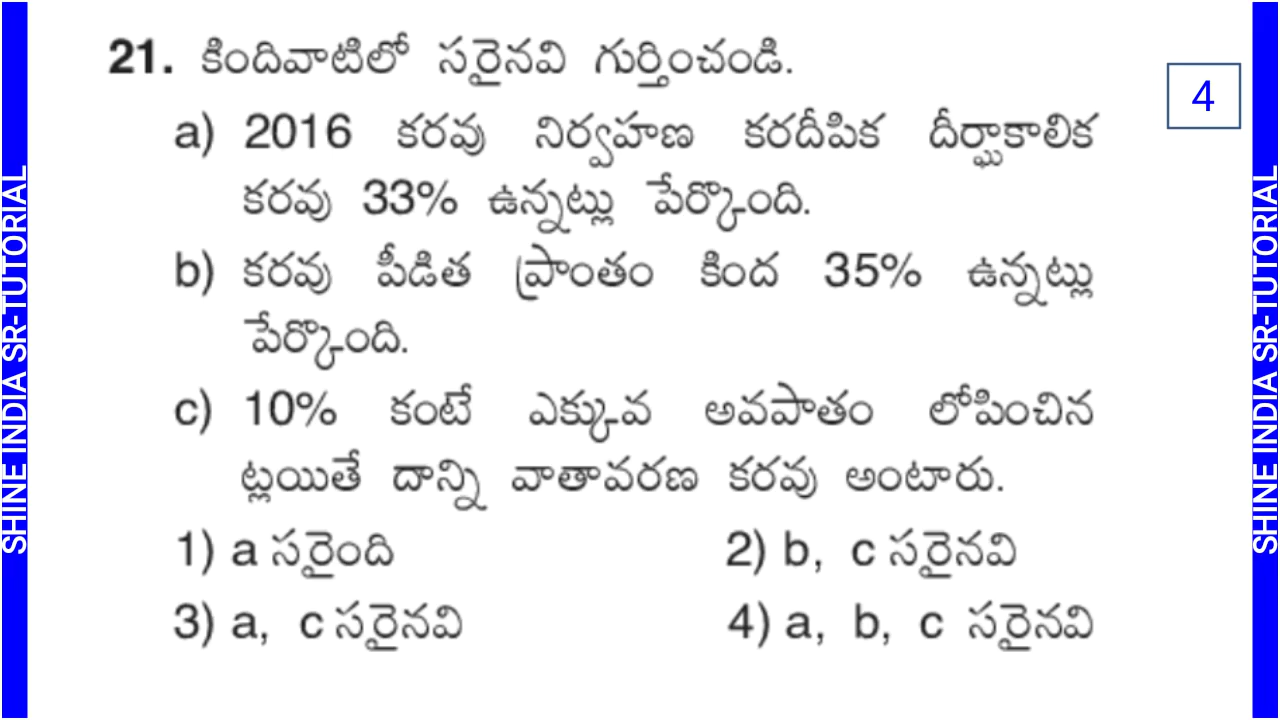 SHINE INDIA SR-TUTORIAL
21. కిందివాటిలో సరైనవి గుర్తించండి.
4
a) 2016 కరవు నిర్వహణ కరదీపిక దీర్ఘాకాలిక
కరవు 33% ఉన్నట్లు పేర్కొంది.
b) కరవు పీడిత ప్రాంతం కింద 35% ఉన్నట్లు
పేర్కొంది.
c) 10% కంటే ఎక్కువ అవపాతం లోపించిన
ట్లయితే దాన్ని వాతావరణ కరవు అంటారు.
1) a సరైంది 2) b, c సరైనవి
3) a, c సరైనవి 4) a, b, c సరైనవి
SHINE INDIA SR-TUTORIAL